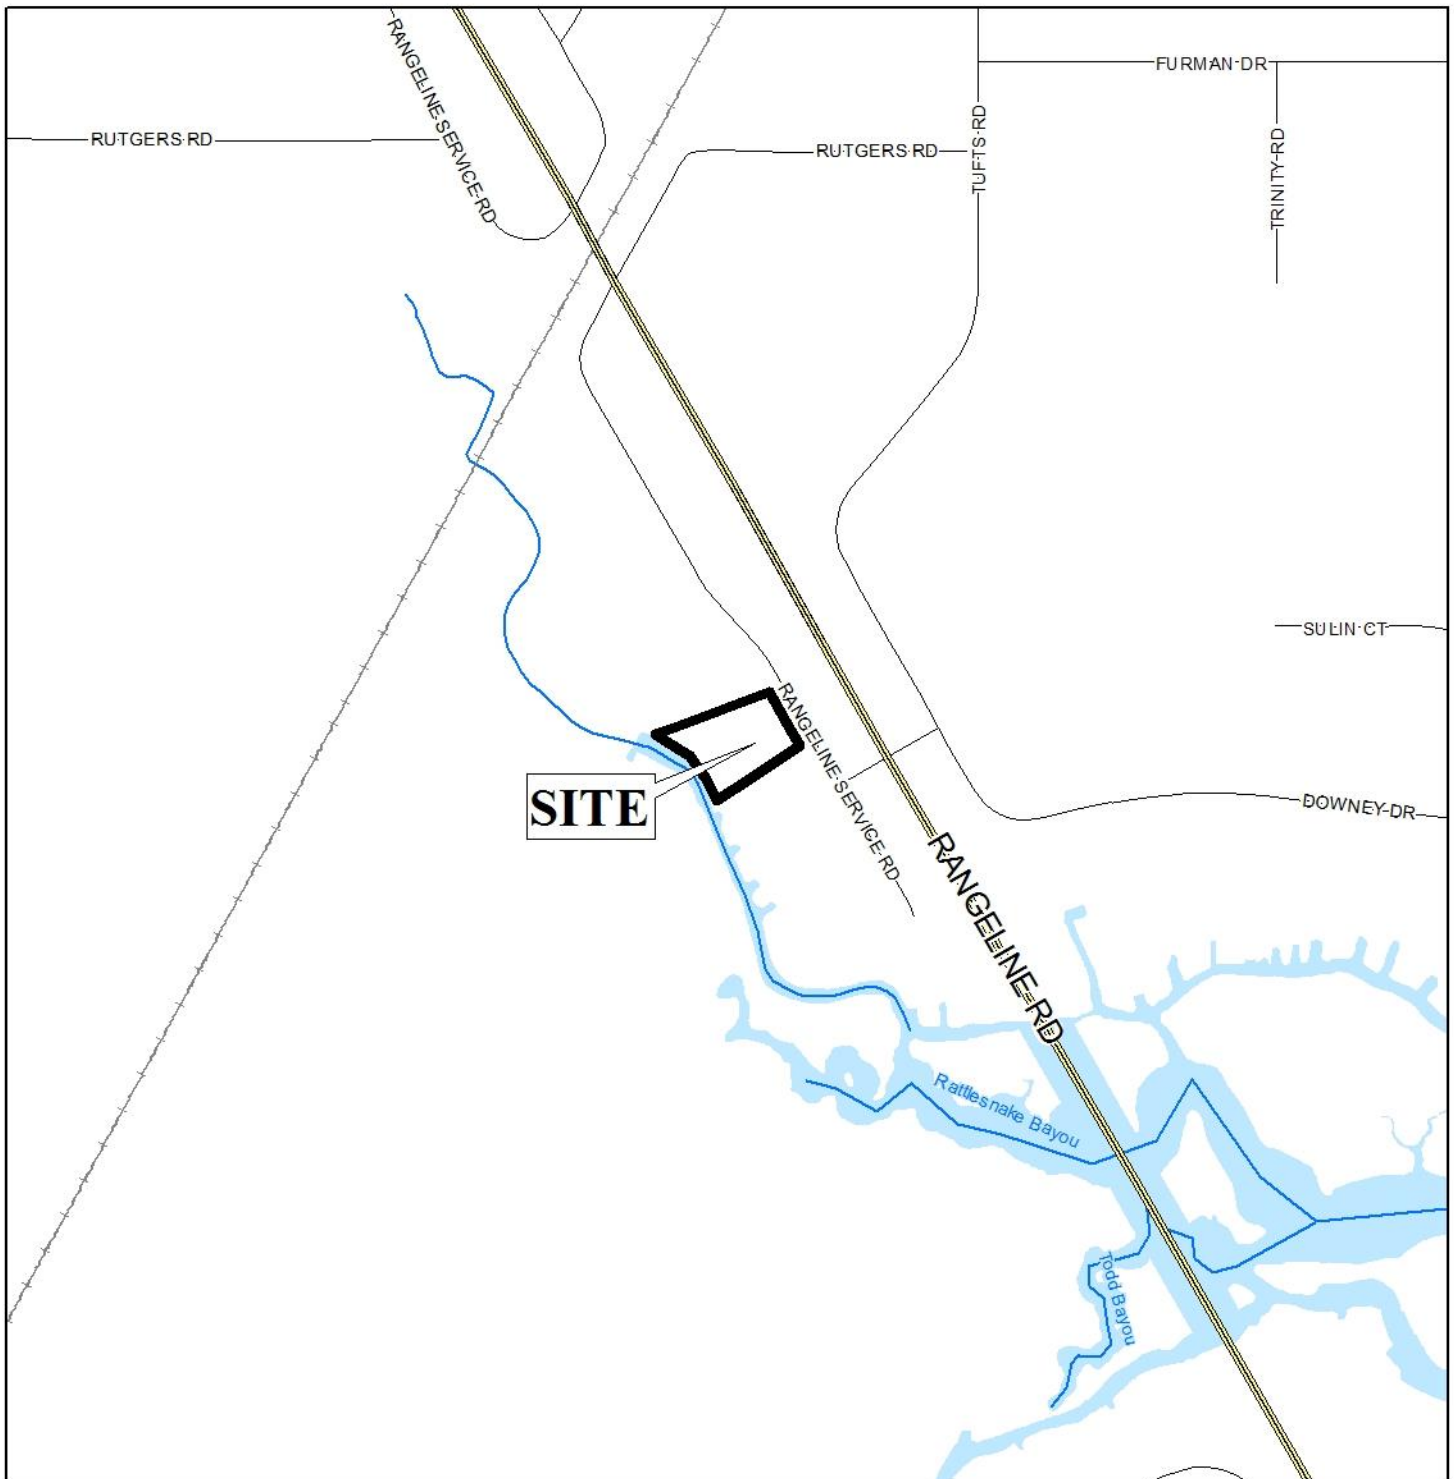 RANGELINE SERVICE RD
FURMAN DR
RUTGERS RD
RUTGERS RD
TUFTS RD
TRINITY RD
SULIN CT
RANGELINE SERVICE RD
SITE
DOWNEY DR
RANGELINE RD
Rattlesnake Bayou
Todd Bayou